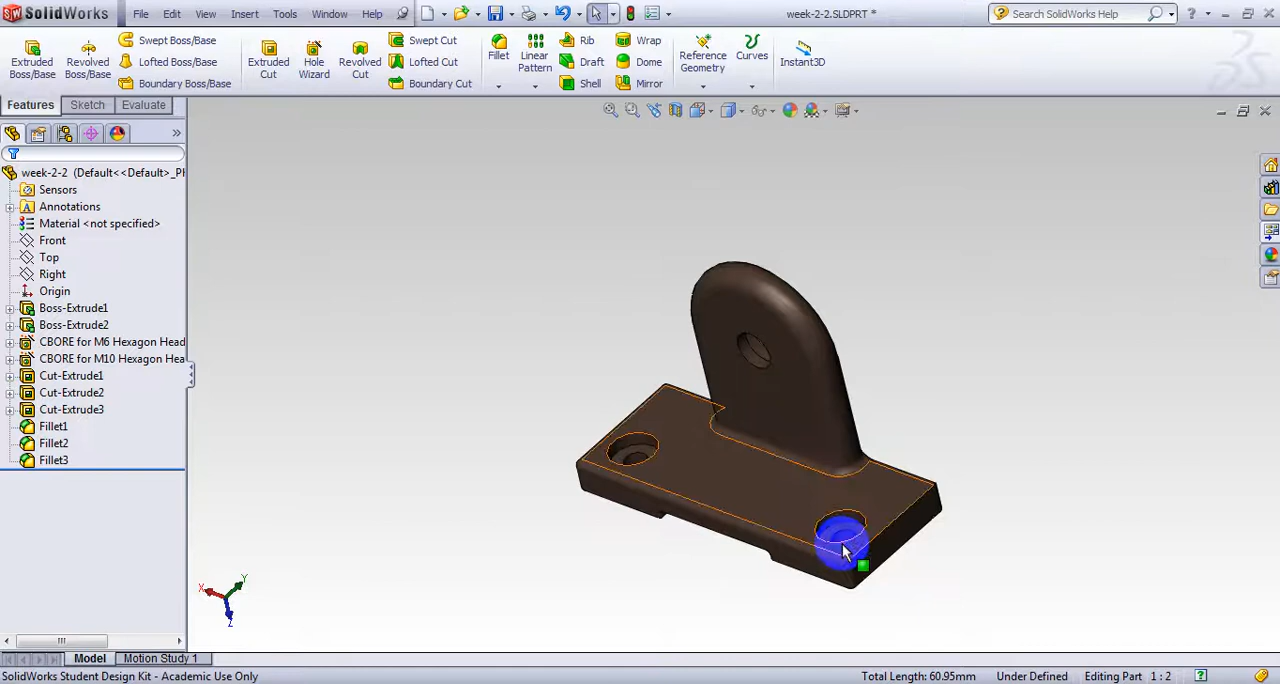 SolidWorks File Edit View Insert Tools Window Help week-2-2.SLDPRT * Search SolidWorks Help
Extruded Boss/Base
Revolved Boss/Base
Swept Boss/Base
Lofted Boss/Base
Boundary Boss/Base
Extruded Cut
Hole Wizard
Revolved Cut
Swept Cut
Lofted Cut
Boundary Cut
Fillet
Linear Pattern
Rib
Draft
Shell
Wrap
Dome
Mirror
Reference Geometry
Curves
Instant3D
Features Sketch Evaluate
week-2-2 (Default<<Default>_Ph
Sensors
Annotations
Material <not specified>
Front
Top
Right
Origin
Boss-Extrude1
Boss-Extrude2
CBORE for M6 Hexagon Head
CBORE for M10 Hexagon Hea
Cut-Extrude1
Cut-Extrude2
Cut-Extrude3
Fillet1
Fillet2
Fillet3
X Y Z
Model Motion Study 1
SolidWorks Student Design Kit - Academic Use Only Total Length: 60.95mm Under Defined Editing Part 1 : 2